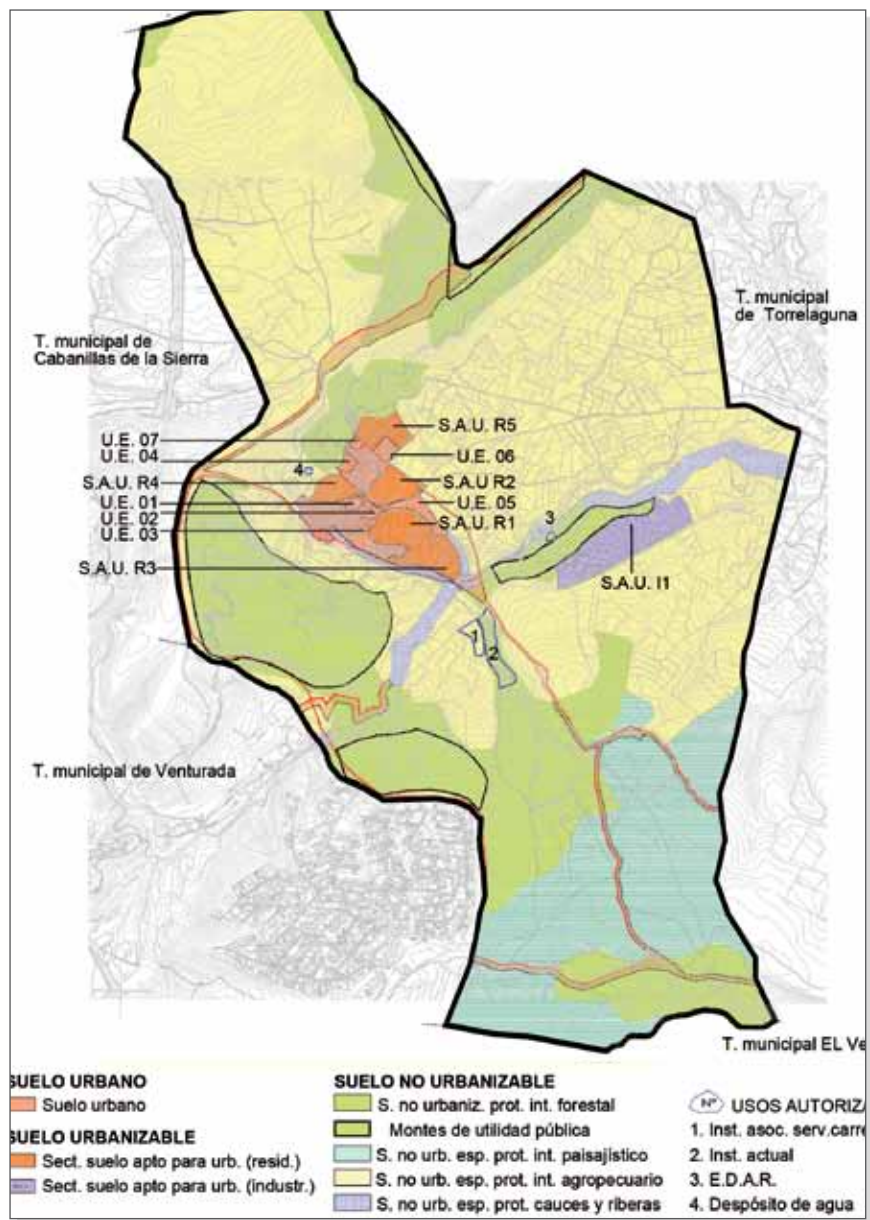 T. municipal
de Torrelaguna
T. municipal de
Cabanillas de la Sierra
S.A.U. R5
U.E. 07
U.E. 04
U.E. 06
4
S.A.U. R4
S.A.U R2
U.E. 01
U.E. 05
U.E. 02
S.A.U. R1
U.E. 03
3
S.A.U. R3
S.A.U. I1
1
2
T. municipal de Venturada
T. municipal EL Ve
SUELO URBANO
Suelo urbano
SUELO URBANIZABLE
Sect. suelo apto para urb. (resid.)
Sect. suelo apto para urb. (industr.)
SUELO NO URBANIZABLE
S. no urbaniz. prot. int. forestal
Montes de utilidad pública
S. no urb. esp. prot. int. paisajístico
S. no urb. esp. prot. int. agropecuario
S. no urb. esp. prot. cauces y riberas
Nº USOS AUTORIZA
1. Inst. asoc. serv.carre
2. Inst. actual
3. E.D.A.R.
4. Despósito de agua